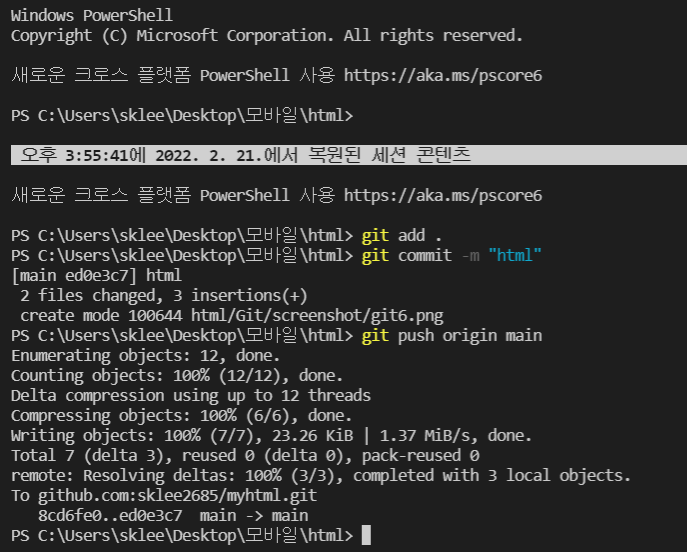 Windows PowerShell
Copyright (C) Microsoft Corporation. All rights reserved.
새로운 크로스 플랫폼 PowerShell 사용 https://aka.ms/pscore6
PS C:\Users\sklee\Desktop\모바일\html>
오후 3:55:41에 2022. 2. 21.에서 복원된 세션 콘텐츠
새로운 크로스 플랫폼 PowerShell 사용 https://aka.ms/pscore6
PS C:\Users\sklee\Desktop\모바일\html> git add .
PS C:\Users\sklee\Desktop\모바일\html> git commit -m "html"
[main ed0e3c7] html
 2 files changed, 3 insertions(+)
 create mode 100644 html/Git/screenshot/git6.png
PS C:\Users\sklee\Desktop\모바일\html> git push origin main
Enumerating objects: 12, done.
Counting objects: 100% (12/12), done.
Delta compression using up to 12 threads
Compressing objects: 100% (6/6), done.
Writing objects: 100% (7/7), 23.26 KiB | 1.37 MiB/s, done.
Total 7 (delta 3), reused 0 (delta 0), pack-reused 0
remote: Resolving deltas: 100% (3/3), completed with 3 local objects.
To github.com:sklee2685/myhtml.git
   8cd6fe0..ed0e3c7  main -> main
PS C:\Users\sklee\Desktop\모바일\html>